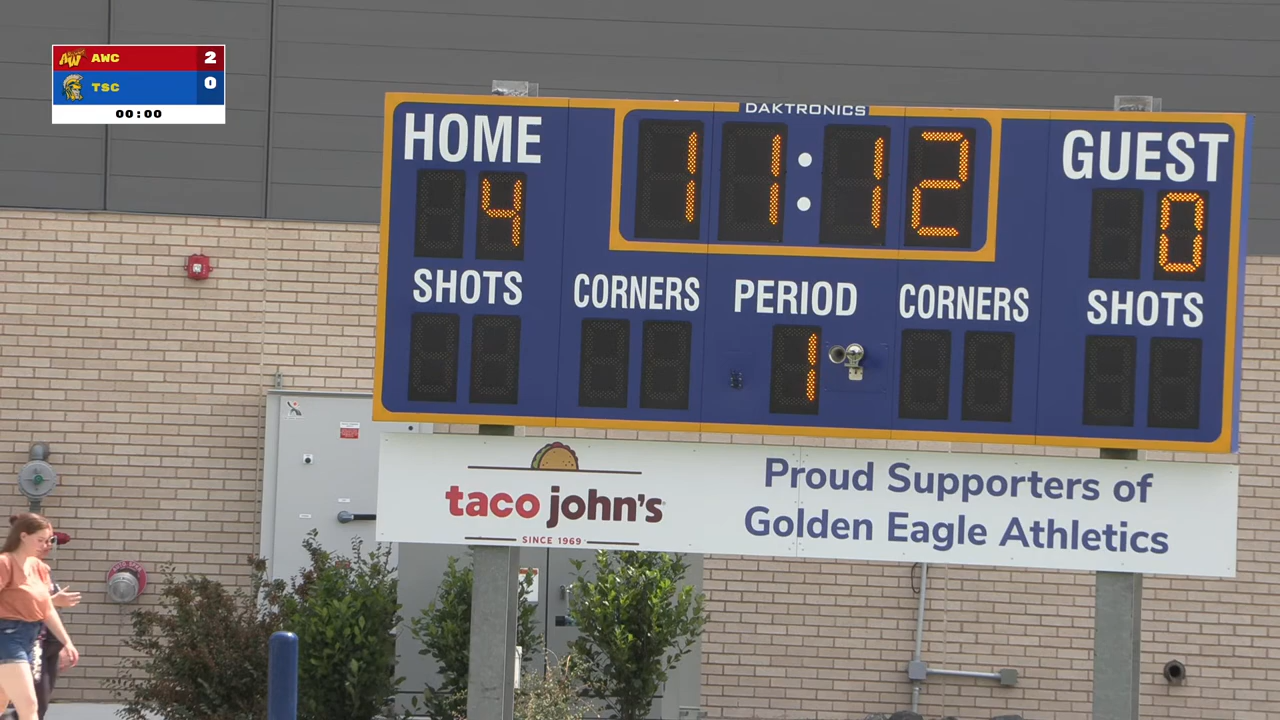 AWC 2
TSC 0
00:00
DAKTRONICS
HOME 11:12 GUEST
4 0
SHOTS CORNERS PERIOD CORNERS SHOTS
1
taco john's
SINCE 1969
Proud Supporters of
Golden Eagle Athletics